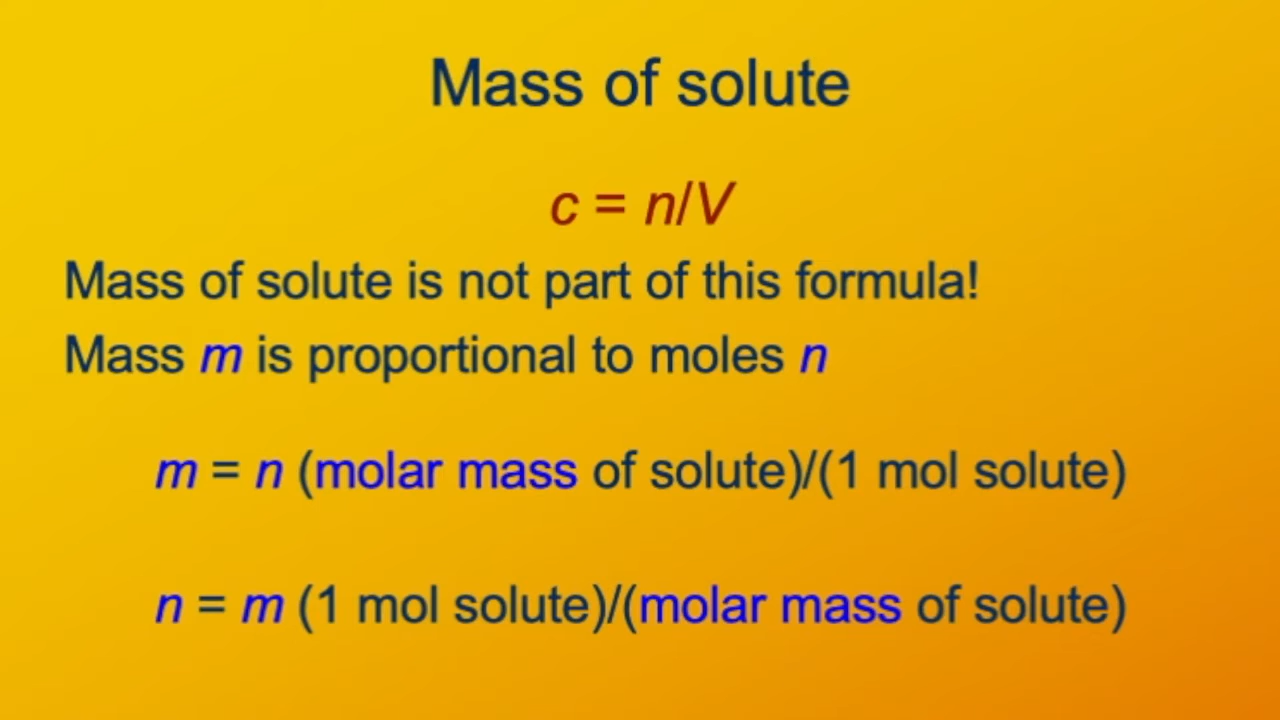 Mass of solute
c = n/V
Mass of solute is not part of this formula!
Mass m is proportional to moles n
m = n (molar mass of solute)/(1 mol solute)
n = m (1 mol solute)/(molar mass of solute)